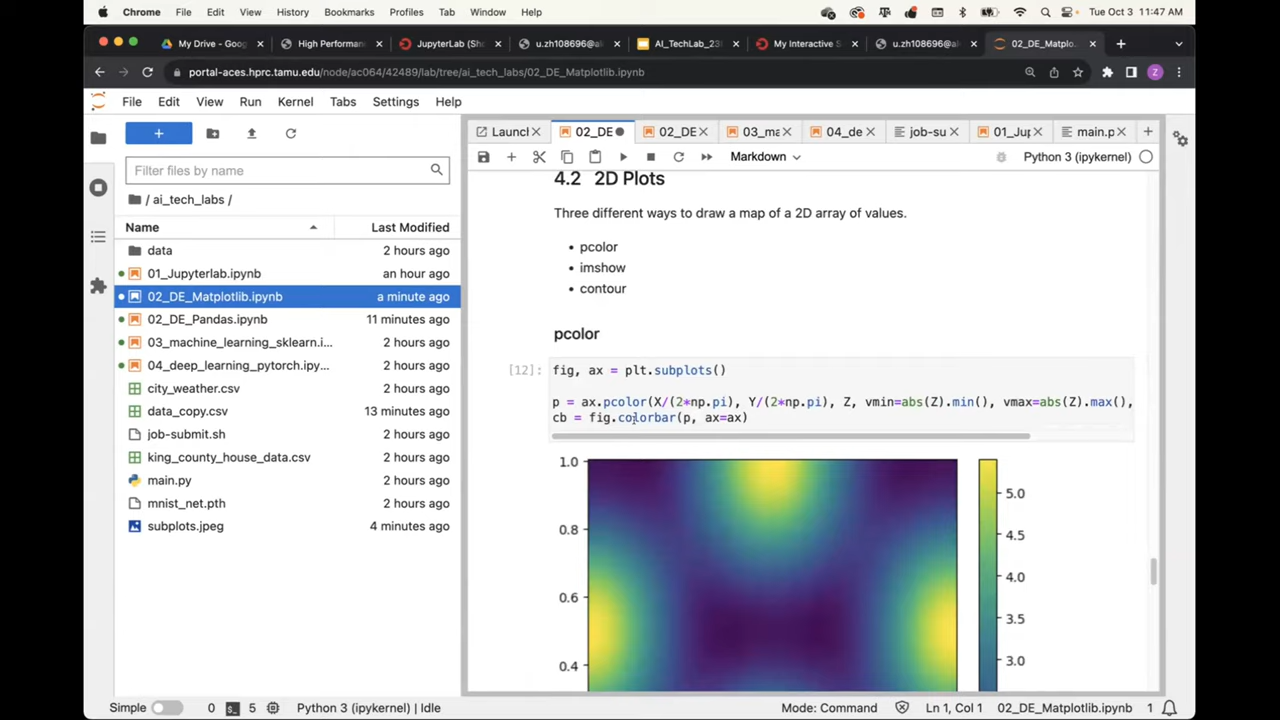 Chrome File Edit View History Bookmarks Profiles Tab Window Help Tue Oct 3 11:47 AM
My Drive - Goo High Performan JupyterLab (Sho u.zh108696@al AI_TechLab_23 My Interactive S u.zh108696@a 02_DE_Matplo
portal-aces.hprc.tamu.edu/node/ac064/42489/lab/tree/ai_tech_labs/02_DE_Matplotlib.ipynb Z
File Edit View Run Kernel Tabs Settings Help
Launcl 02_DE 02_DE 03_ma 04_de job-su 01_Jup main.p
Markdown Python 3 (ipykernel)
Filter files by name
/ ai_tech_labs /
Name Last Modified
data 2 hours ago
01_Jupyterlab.ipynb an hour ago
02_DE_Matplotlib.ipynb a minute ago
02_DE_Pandas.ipynb 11 minutes ago
03_machine_learning_sklearn.i... 2 hours ago
04_deep_learning_pytorch.ipy... 2 hours ago
city_weather.csv 2 hours ago
data_copy.csv 13 minutes ago
job-submit.sh 2 hours ago
king_county_house_data.csv 2 hours ago
main.py 2 hours ago
mnist_net.pth 2 hours ago
subplots.jpeg 4 minutes ago
4.2 2D Plots
Three different ways to draw a map of a 2D array of values.
• pcolor
• imshow
• contour
pcolor
[12]: fig, ax = plt.subplots()
p = ax.pcolor(X/(2*np.pi), Y/(2*np.pi), Z, vmin=abs(Z).min(), vmax=abs(Z).max(),
cb = fig.colorbar(p, ax=ax)
1.0
5.0
0.8
4.5
4.0
0.6
3.5
3.0
0.4
Simple 0 5 Python 3 (ipykernel) | Idle Mode: Command Ln 1, Col 1 02_DE_Matplotlib.ipynb 1